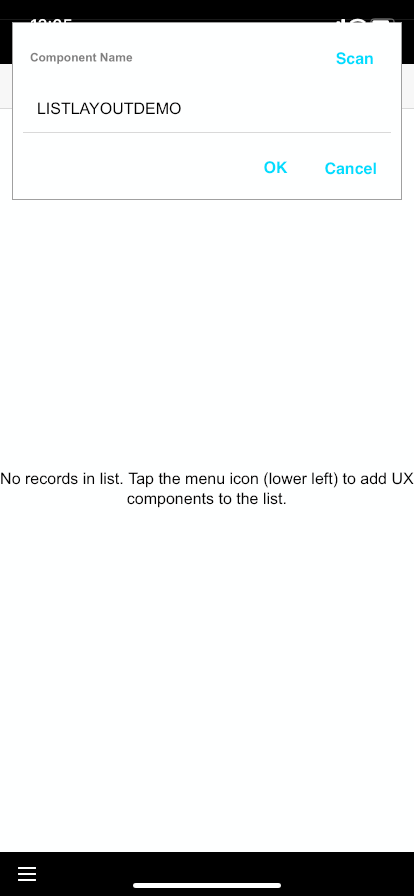 Component Name
Scan
LISTLAYOUTDEMO
OK
Cancel
No records in list. Tap the menu icon (lower left) to add UX
components to the list.